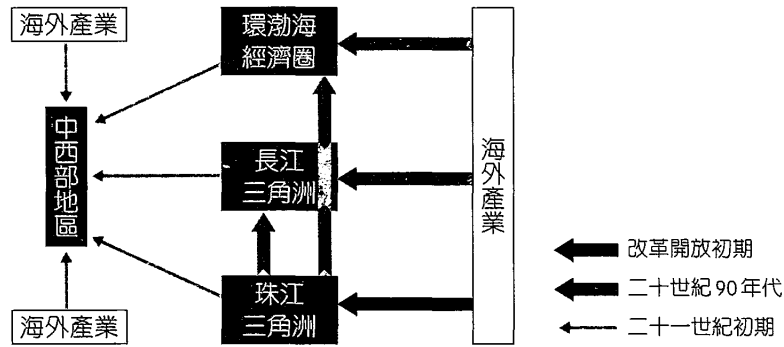 海外產業
環渤海
經濟圈
中西部地區
長江
三角洲
海外產業
珠江
三角洲
海外產業
改革開放初期
二十世紀90年代
二十一世紀初期